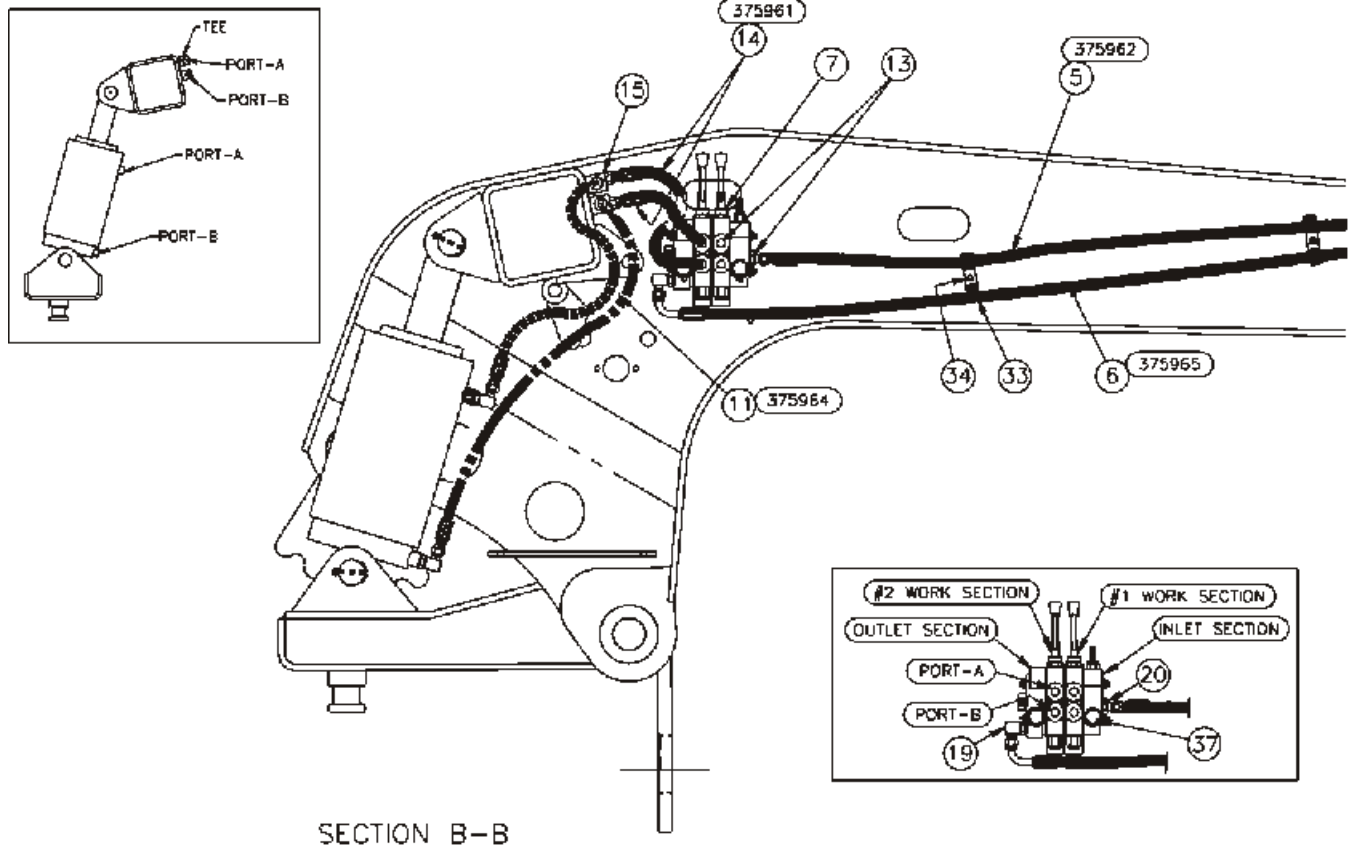 TEE
PORT-A
PORT-B
PORT-A
PORT-B
375961
14
7
13
375962
5
15
34
33
6
375965
11
375964
#2 WORK SECTION
#1 WORK SECTION
OUTLET SECTION
INLET SECTION
PORT-A
20
PORT-B
19
37
SECTION B-B